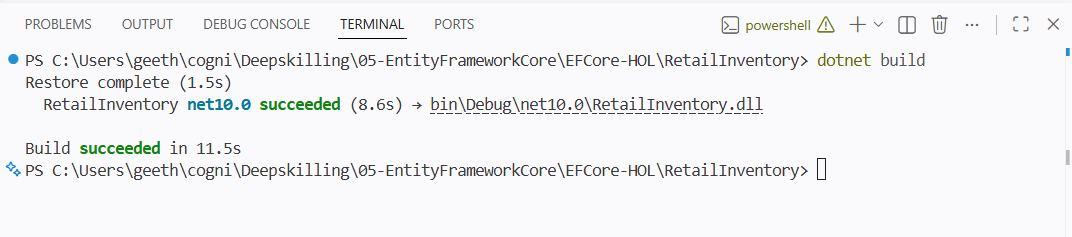 PROBLEMS OUTPUT DEBUG CONSOLE TERMINAL PORTS powershell
PS C:\Users\geeth\cogni\Deepskilling\05-EntityFrameworkCore\EFCore-HOL\RetailInventory> dotnet build
Restore complete (1.5s)
  RetailInventory net10.0 succeeded (8.6s) → bin\Debug\net10.0\RetailInventory.dll
Build succeeded in 11.5s
PS C:\Users\geeth\cogni\Deepskilling\05-EntityFrameworkCore\EFCore-HOL\RetailInventory>